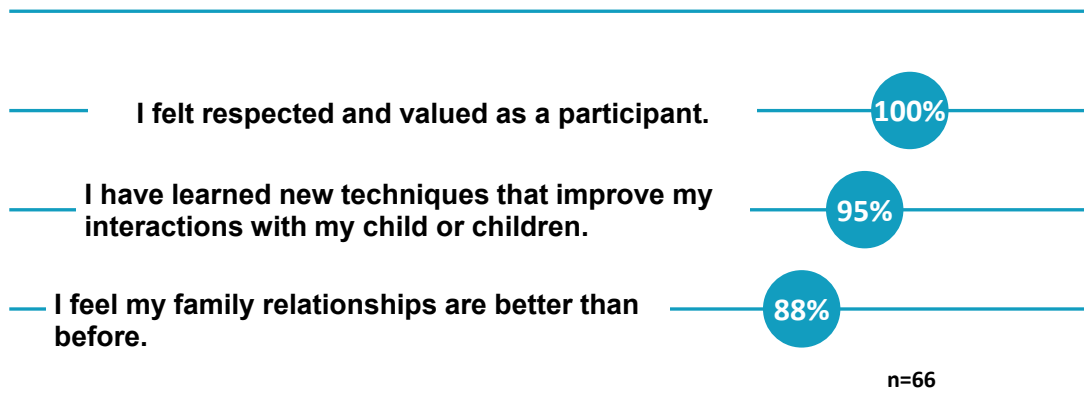 I felt respected and valued as a participant.
100%
I have learned new techniques that improve my
interactions with my child or children.
95%
I feel my family relationships are better than
before.
88%
n=66